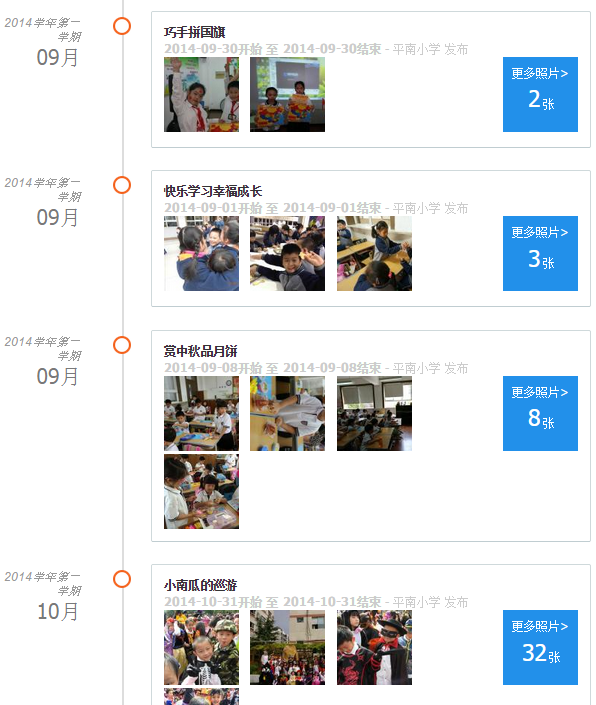 2014学年第一
学期
09月
巧手拼国旗
2014-09-30开始 至 2014-09-30结束 - 平南小学 发布
更多照片>
2张
2014学年第一
学期
09月
快乐学习幸福成长
2014-09-01开始 至 2014-09-01结束 - 平南小学 发布
更多照片>
3张
2014学年第一
学期
09月
赏中秋品月饼
2014-09-08开始 至 2014-09-08结束 - 平南小学 发布
更多照片>
8张
2014学年第一
学期
10月
小南瓜的巡游
2014-10-31开始 至 2014-10-31结束 - 平南小学 发布
更多照片>
32张